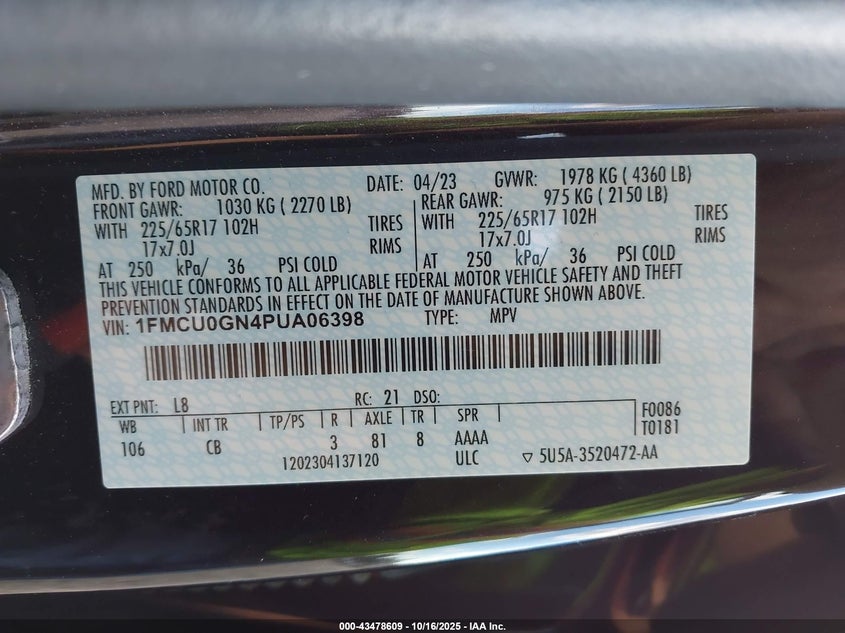 MFD. BY FORD MOTOR CO. DATE: 04/23 GVWR: 1978 KG ( 4360 LB)
FRONT GAWR: 1030 KG ( 2270 LB) REAR GAWR: 975 KG ( 2150 LB)
WITH 225/65R17 102H TIRES WITH 225/65R17 102H TIRES
17x7.0J RIMS 17x7.0J RIMS
AT 250 kPa/ 36 PSI COLD AT 250 kPa/ 36 PSI COLD
THIS VEHICLE CONFORMS TO ALL APPLICABLE FEDERAL MOTOR VEHICLE SAFETY AND THEFT
PREVENTION STANDARDS IN EFFECT ON THE DATE OF MANUFACTURE SHOWN ABOVE.
VIN: 1FMCU0GN4PUA06398 TYPE: MPV
EXT PNT: L8 RC: 21 DSO:
WB INT TR TP/PS R AXLE TR SPR F0086
106 CB 3 81 8 AAAA T0181
1202304137120 ULC ▽ 5U5A-3520472-AA
000-43478609 - 10/16/2025 - IAA Inc.